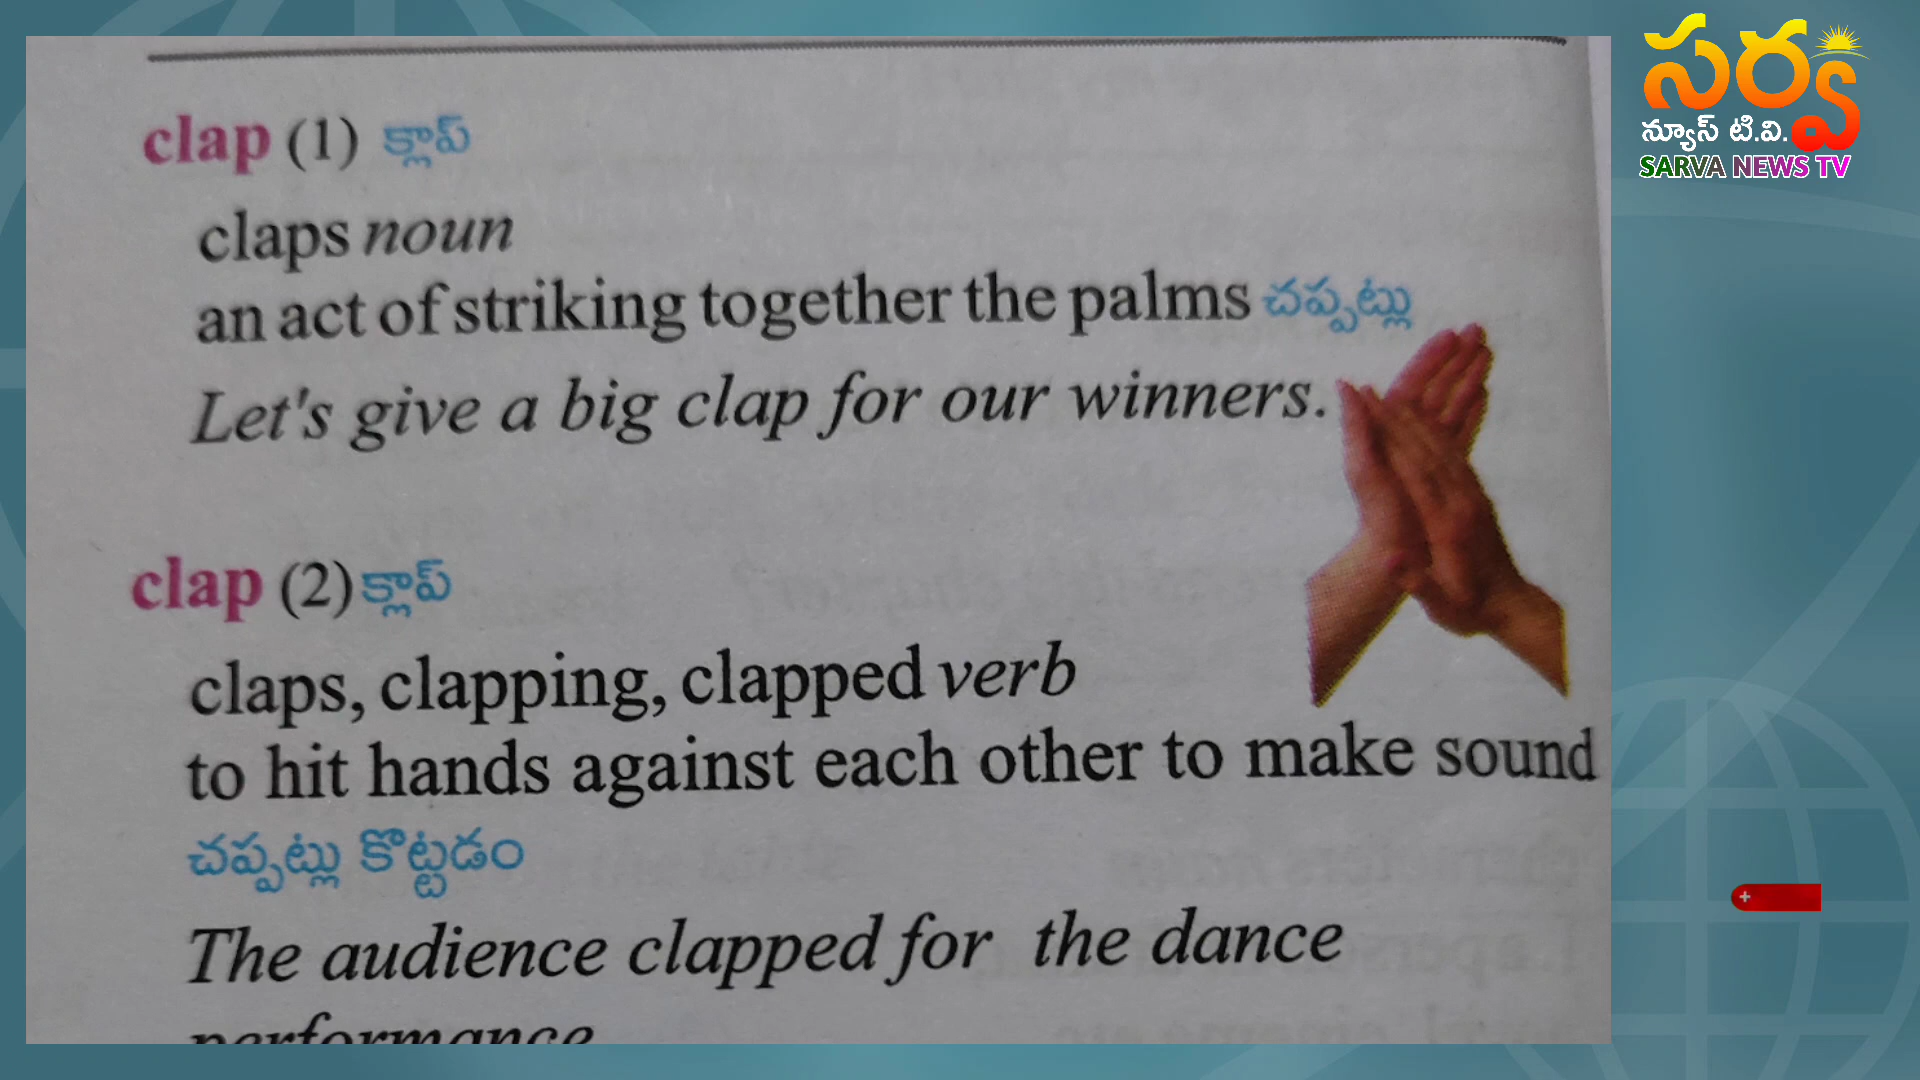 సర్వ
న్యూస్ టి.వి.
SARVA NEWS TV
clap (1) క్లాప్
claps noun
an act of striking together the palms చప్పట్లు
Let's give a big clap for our winners.
clap (2) క్లాప్
claps, clapping, clapped verb
to hit hands against each other to make sound
చప్పట్లు కొట్టడం
The audience clapped for the dance
performance